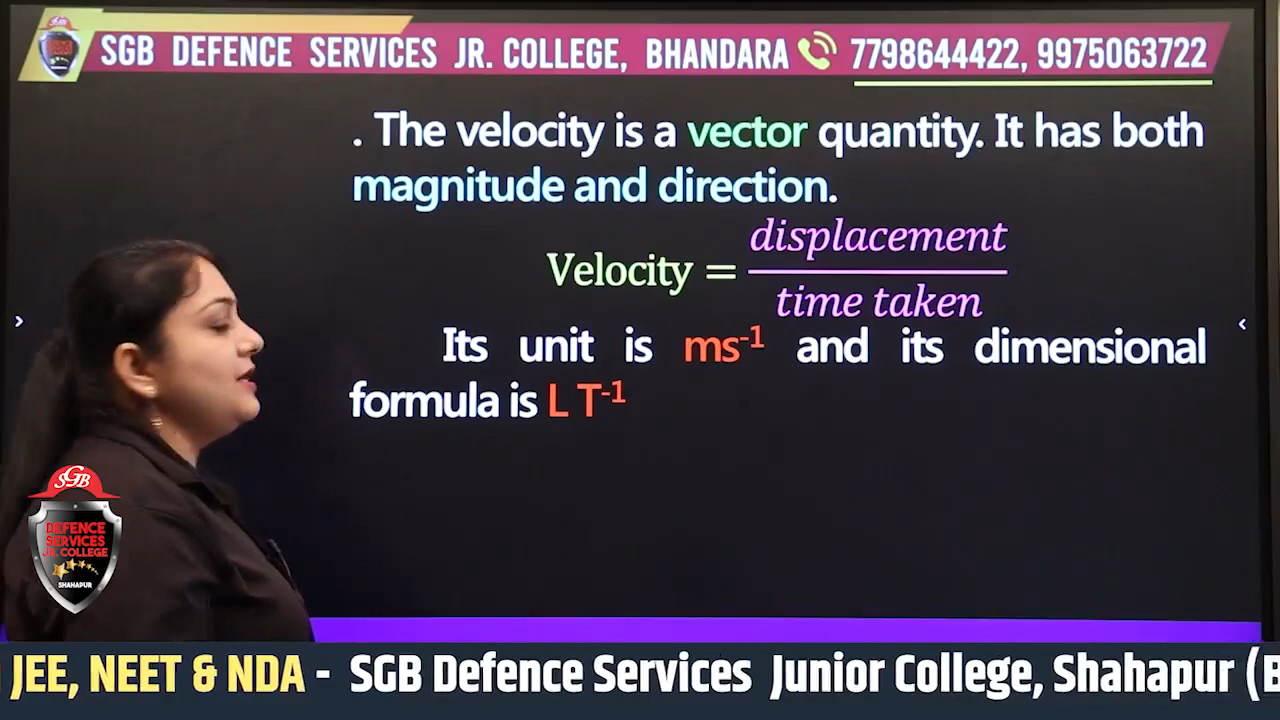 SGB DEFENCE SERVICES JR. COLLEGE, BHANDARA 7798644422, 9975063722
. The velocity is a vector quantity. It has both
magnitude and direction.
Velocity = displacement / time taken
Its unit is ms⁻¹ and its dimensional
formula is L T⁻¹
SGB
DEFENCE
SERVICES
JR. COLLEGE
SHAHAPUR
JEE, NEET & NDA - SGB Defence Services Junior College, Shahapur (B